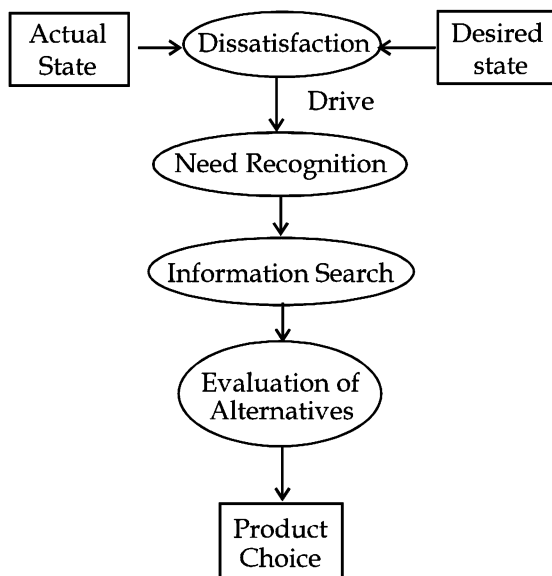 Actual
State
Dissatisfaction
Desired
state
Drive
Need Recognition
Information Search
Evaluation of
Alternatives
Product
Choice